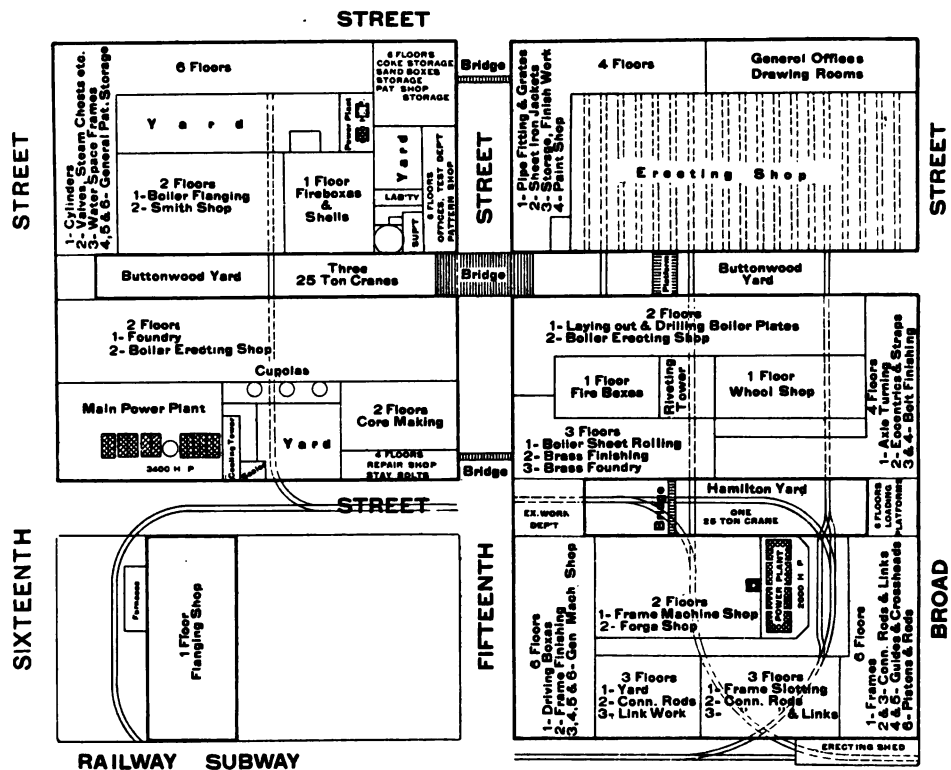 STREET
6 Floors
6 FLOORS
COKE STORAGE
SAND BOXES
STORAGE
PAT SHOP
STORAGE
Bridge
4 Floors
General Offices
Drawing Rooms
STREET
1- Cylinders
2- Valves, Steam Chests etc.
3- Water Space Frames
4,5 & 6- General Pat. Storage
Yard
Power Plant
Yard
2 Floors
1- Boiler Flanging
2- Smith Shop
1 Floor
Fireboxes
& Shells
LAB'TY
SUP'T
6 FLOORS
OFFICES, TEST DEPT
PATTERN SHOP
STREET
1- Pipe Fitting & Grates
2- Sheet Iron Jackets
3- Storage, Finish Work
4- Paint Shop
Erecting Shop
STREET
Buttonwood Yard
Three
25 Ton Cranes
Bridge
Platform
Buttonwood
Yard
2 Floors
1- Foundry
2- Boiler Erecting Shop
Cupolas
2 Floors
1- Laying out & Drilling Boiler Plates
2- Boiler Erecting Shop
1 Floor
Fire Boxes
Riveting
Tower
1 Floor
Wheel Shop
4 Floors
1- Axle Turning
2- Eccentrics & Straps
3 & 4- Bolt Finishing
Main Power Plant
3400 H P
Cooling Tower
Yard
2 Floors
Core Making
4 FLOORS
REPAIR SHOP
STAY BOLTS
Bridge
3 Floors
1- Boiler Sheet Rolling
2- Brass Finishing
3- Brass Foundry
STREET
EX. WORK
DEP'T
Bridge
Hamilton Yard
ONE
25 TON CRANE
6 FLOORS
LOADING
PLATFORMS
SIXTEENTH
Furnaces
1 Floor
Flanging Shop
FIFTEENTH
6 Floors
1- Driving Boxes
2- Frame Finishing
3,4,5 & 6- Gen Mach Shop
2 Floors
1- Frame Machine Shop
2- Forge Shop
POWER PLANT
2600 H P
6 Floors
1- Frames
2 & 3- Conn. Rods & Links
4 & 5- Guides & Crossheads
6- Pistons & Rods
BROAD
3 Floors
1- Yard
2- Conn. Rods
3- Link Work
3 Floors
1- Frame Slotting
2- Conn. Rods
3- & Links
ERECTING SHED
RAILWAY SUBWAY